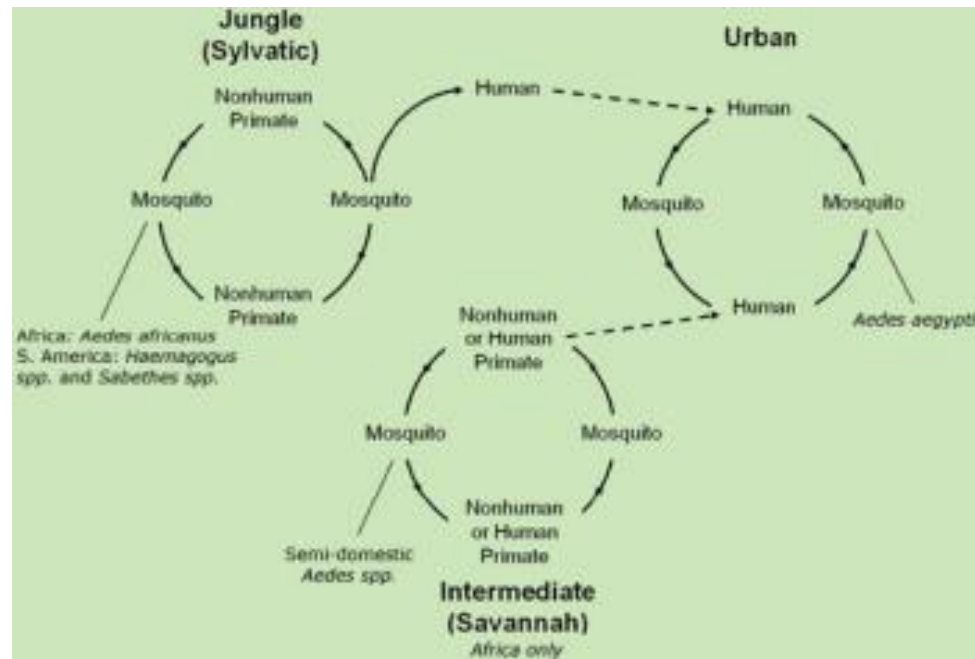 Jungle
(Sylvatic)
Nonhuman
Primate
Mosquito
Mosquito
Nonhuman
Primate
Africa: Aedes africanus
S. America: Haemagogus
spp. and Sabethes spp.
Human
Urban
Human
Mosquito
Mosquito
Human
Aedes aegypti
Nonhuman
or Human
Primate
Mosquito
Mosquito
Nonhuman
or Human
Primate
Semi-domestic
Aedes spp.
Intermediate
(Savannah)
Africa only